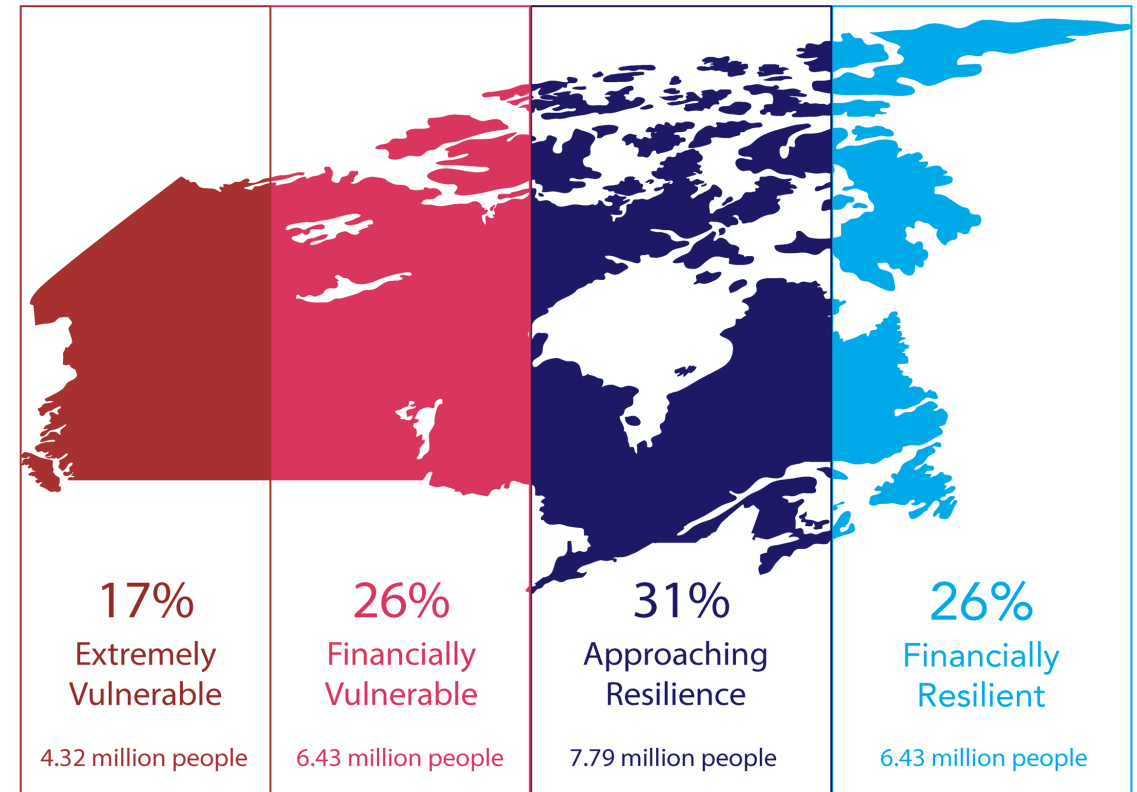 17%
Extremely
Vulnerable
4.32 million people
26%
Financially
Vulnerable
6.43 million people
31%
Approaching
Resilience
7.79 million people
26%
Financially
Resilient
6.43 million people